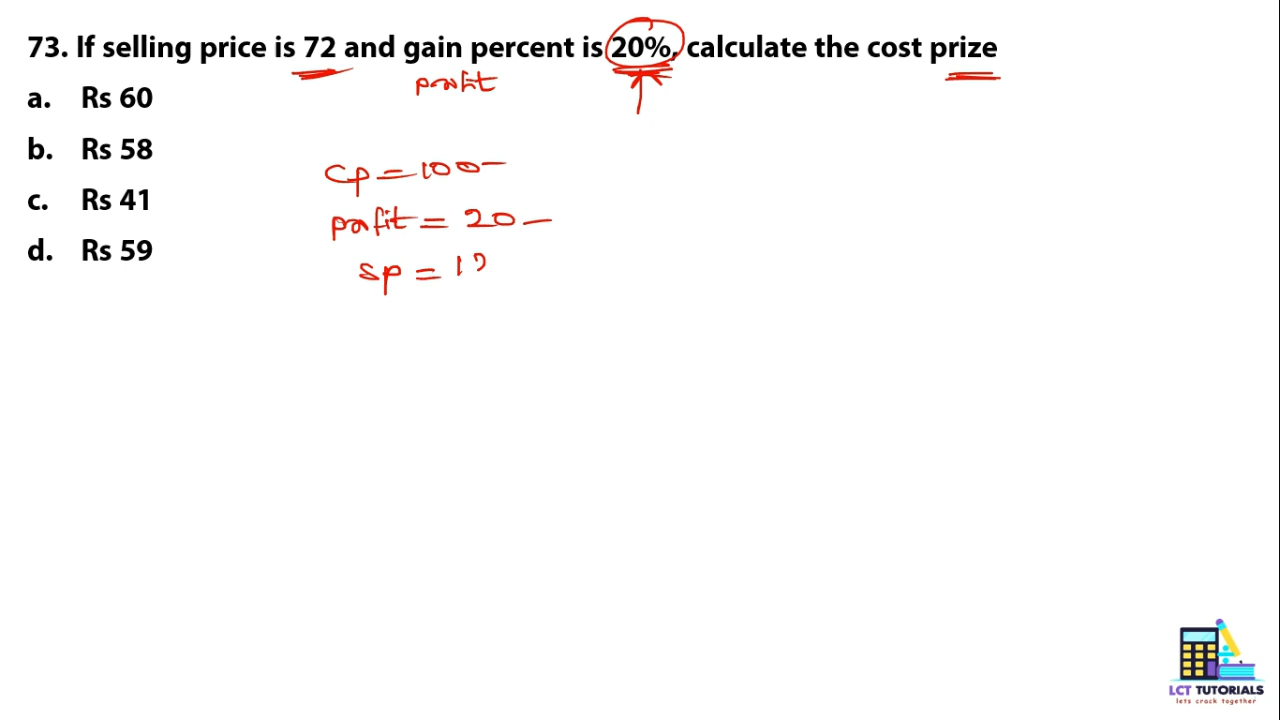 73. If selling price is 72 and gain percent is 20%, calculate the cost prize
profit
a. Rs 60
b. Rs 58
c. Rs 41
d. Rs 59
CP = 100
profit = 20
SP = 12
LCT TUTORIALS
lets crack together